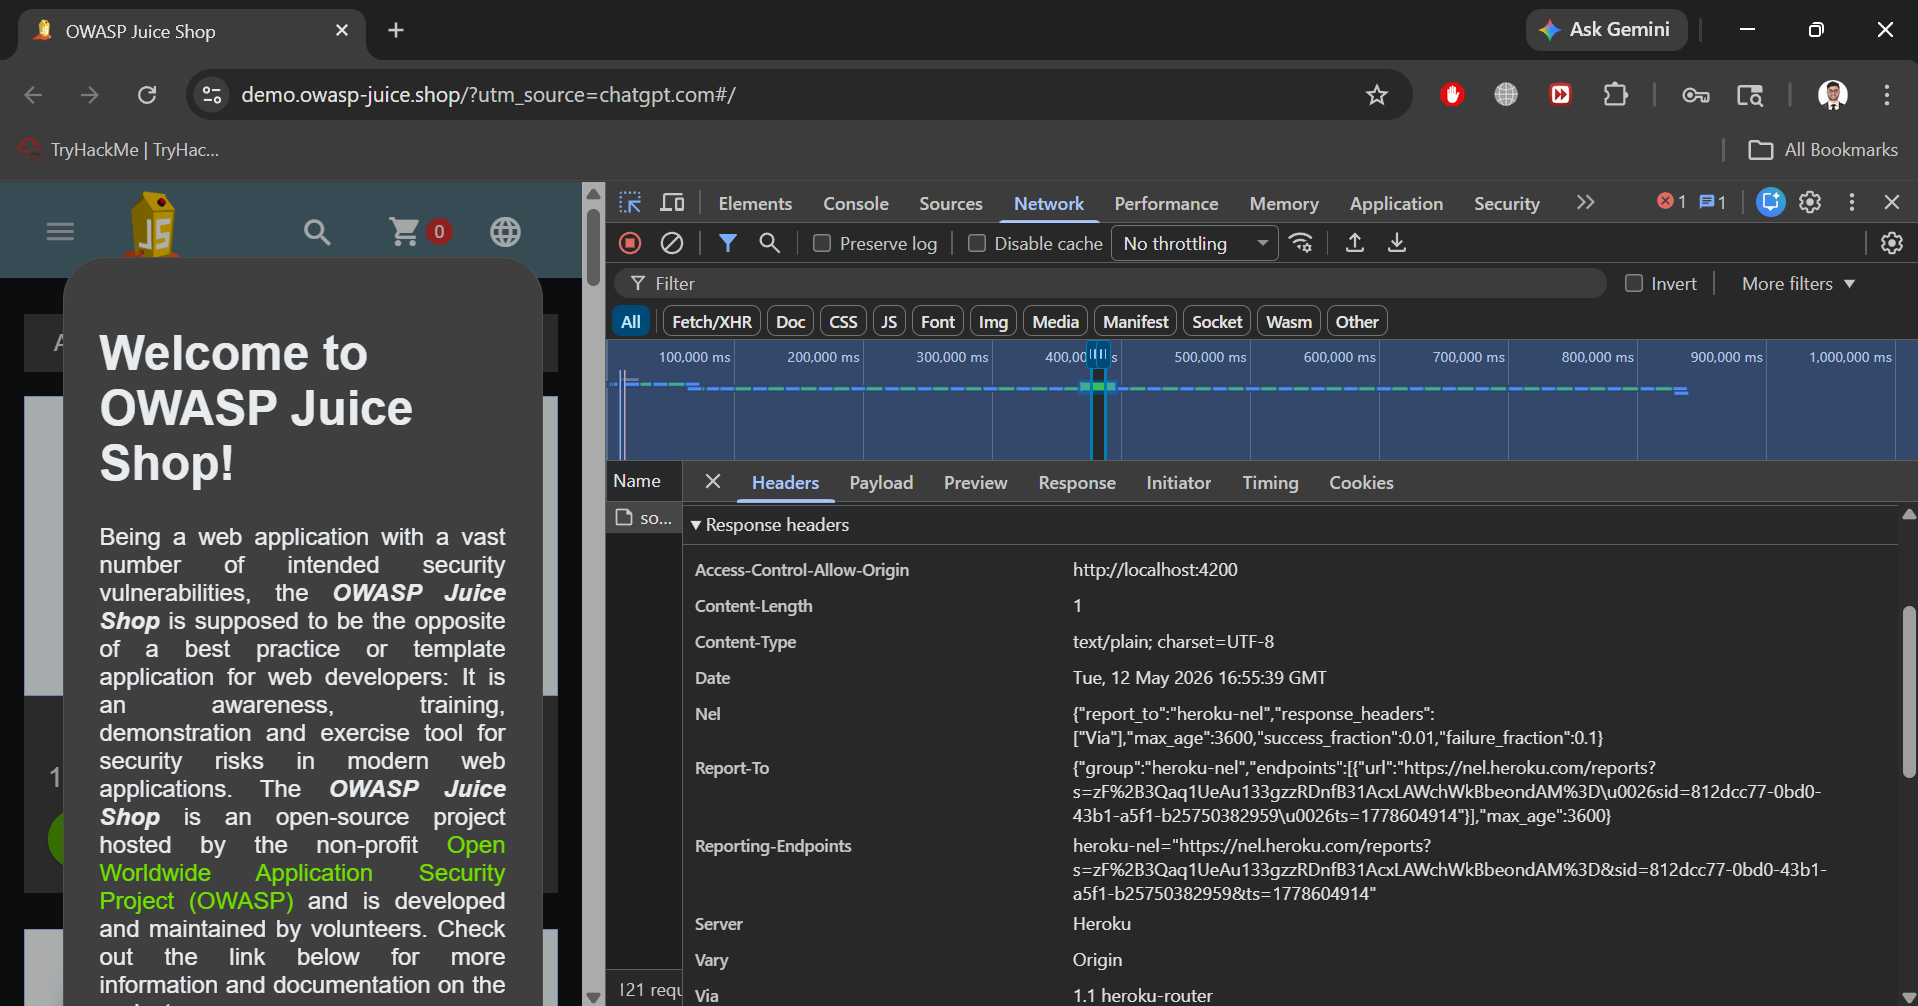 OWASP Juice Shop
Ask Gemini
demo.owasp-juice.shop/?utm_source=chatgpt.com#/
TryHackMe | TryHac...
All Bookmarks
JS
0
Welcome to
OWASP Juice
Shop!
Being a web application with a vast
number of intended security
vulnerabilities, the OWASP Juice
Shop is supposed to be the opposite
of a best practice or template
application for web developers: It is
an awareness, training,
demonstration and exercise tool for
security risks in modern web
applications. The OWASP Juice
Shop is an open-source project
hosted by the non-profit Open
Worldwide Application Security
Project (OWASP) and is developed
and maintained by volunteers. Check
out the link below for more
information and documentation on the
A
1
Elements Console Sources Network Performance Memory Application Security 1 1
Preserve log Disable cache No throttling
Filter Invert More filters
All Fetch/XHR Doc CSS JS Font Img Media Manifest Socket Wasm Other
100,000 ms 200,000 ms 300,000 ms 400,00 s 500,000 ms 600,000 ms 700,000 ms 800,000 ms 900,000 ms 1,000,000 ms
Name Headers Payload Preview Response Initiator Timing Cookies
so...
Response headers
Access-Control-Allow-Origin http://localhost:4200
Content-Length 1
Content-Type text/plain; charset=UTF-8
Date Tue, 12 May 2026 16:55:39 GMT
Nel {"report_to":"heroku-nel","response_headers":
["Via"],"max_age":3600,"success_fraction":0.01,"failure_fraction":0.1}
Report-To {"group":"heroku-nel","endpoints":[{"url":"https://nel.heroku.com/reports?
s=zF%2B3Qaq1UeAu133gzzRDnfB31AcxLAWchWkBbeondAM%3D\u0026sid=812dcc77-0bd0-
43b1-a5f1-b25750382959\u0026ts=1778604914"}],"max_age":3600}
Reporting-Endpoints heroku-nel="https://nel.heroku.com/reports?
s=zF%2B3Qaq1UeAu133gzzRDnfB31AcxLAWchWkBbeondAM%3D&sid=812dcc77-0bd0-43b1-
a5f1-b25750382959&ts=1778604914"
Server Heroku
Vary Origin
Via 1.1 heroku-router
121 requ